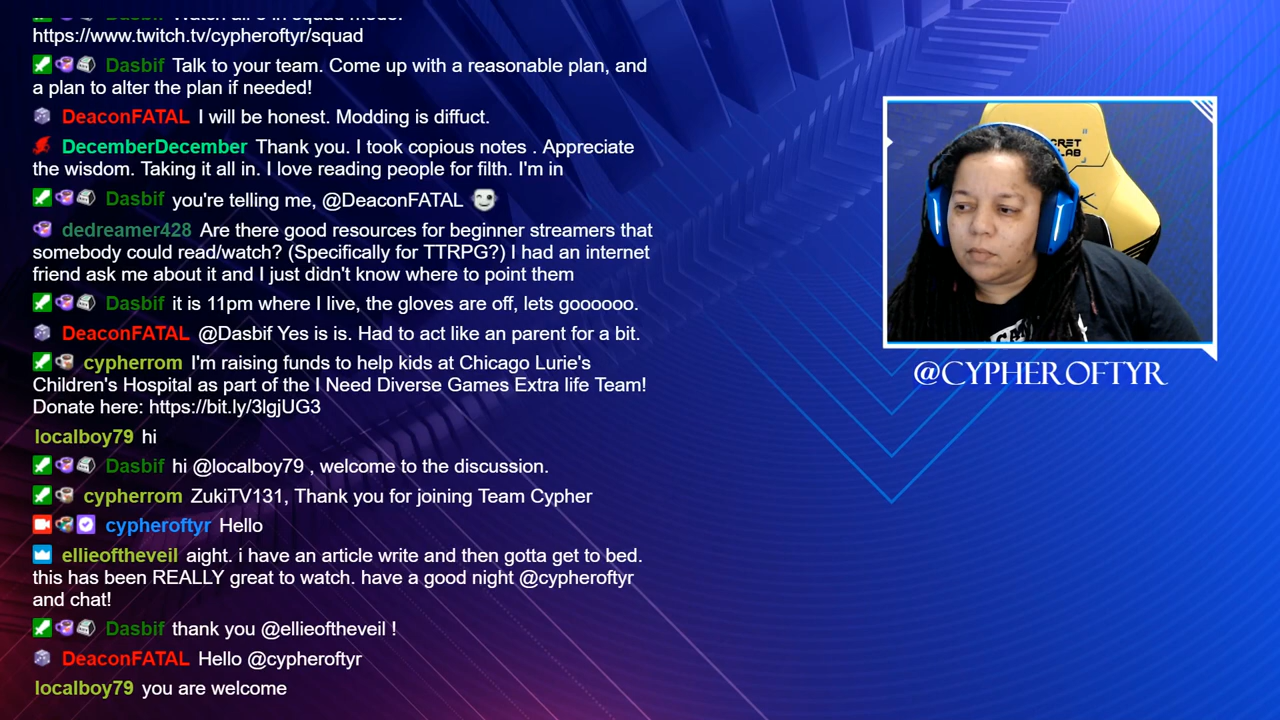 Dasbif Watch all 3 in squad mode!
https://www.twitch.tv/cypheroftyr/squad
Dasbif Talk to your team. Come up with a reasonable plan, and
a plan to alter the plan if needed!
DeaconFATAL I will be honest. Modding is diffuct.
DecemberDecember Thank you. I took copious notes . Appreciate
the wisdom. Taking it all in. I love reading people for filth. I'm in
Dasbif you're telling me, @DeaconFATAL
dedreamer428 Are there good resources for beginner streamers that
somebody could read/watch? (Specifically for TTRPG?) I had an internet
friend ask me about it and I just didn't know where to point them
Dasbif it is 11pm where I live, the gloves are off, lets goooooo.
DeaconFATAL @Dasbif Yes is is. Had to act like an parent for a bit.
cypherrom I'm raising funds to help kids at Chicago Lurie's
Children's Hospital as part of the I Need Diverse Games Extra life Team!
Donate here: https://bit.ly/3lgjUG3
localboy79 hi
Dasbif hi @localboy79 , welcome to the discussion.
cypherrom ZukiTV131, Thank you for joining Team Cypher
cypheroftyr Hello
ellieoftheveil aight. i have an article write and then gotta get to bed.
this has been REALLY great to watch. have a good night @cypheroftyr
and chat!
Dasbif thank you @ellieoftheveil !
DeaconFATAL Hello @cypheroftyr
localboy79 you are welcome
CRET
LAB
@CYPHEROFTYR